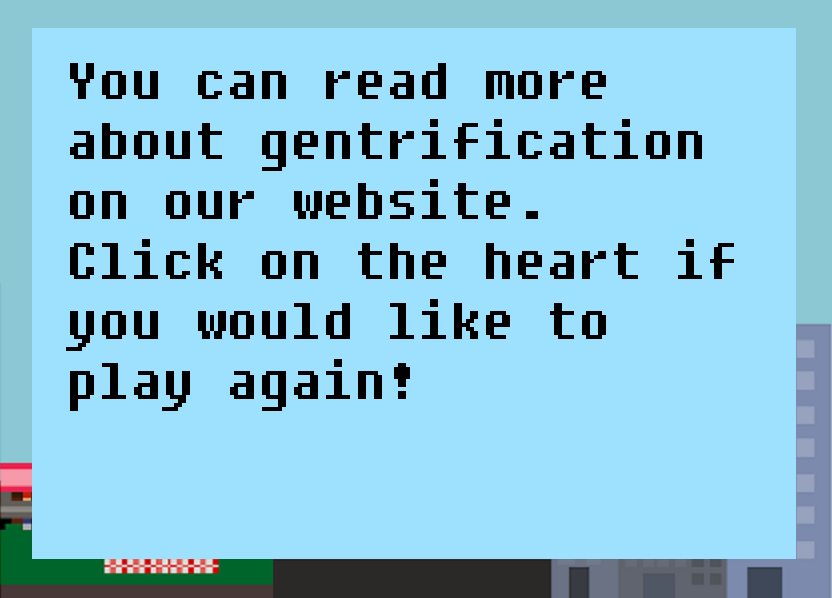 You can read more
about gentrification
on our website.
Click on the heart if
you would like to
play again!